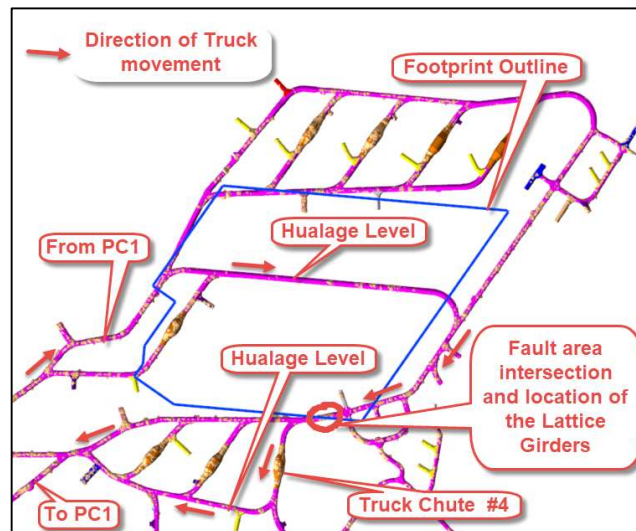 Direction of Truck
movement
Footprint Outline
Hualage Level
From PC1
Hualage Level
Fault area
intersection
and location of
the Lattice
Girders
To PC1
Truck Chute #4